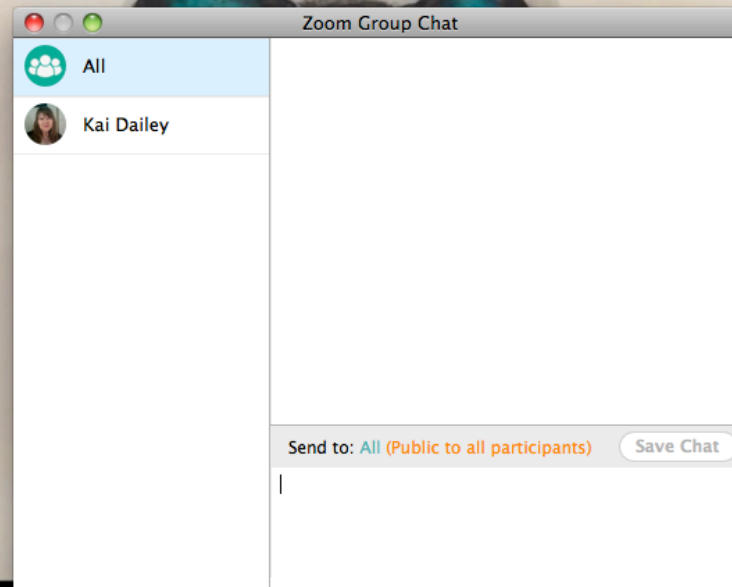 Zoom Group Chat
All
Kai Dailey
Send to: All (Public to all participants)
Save Chat